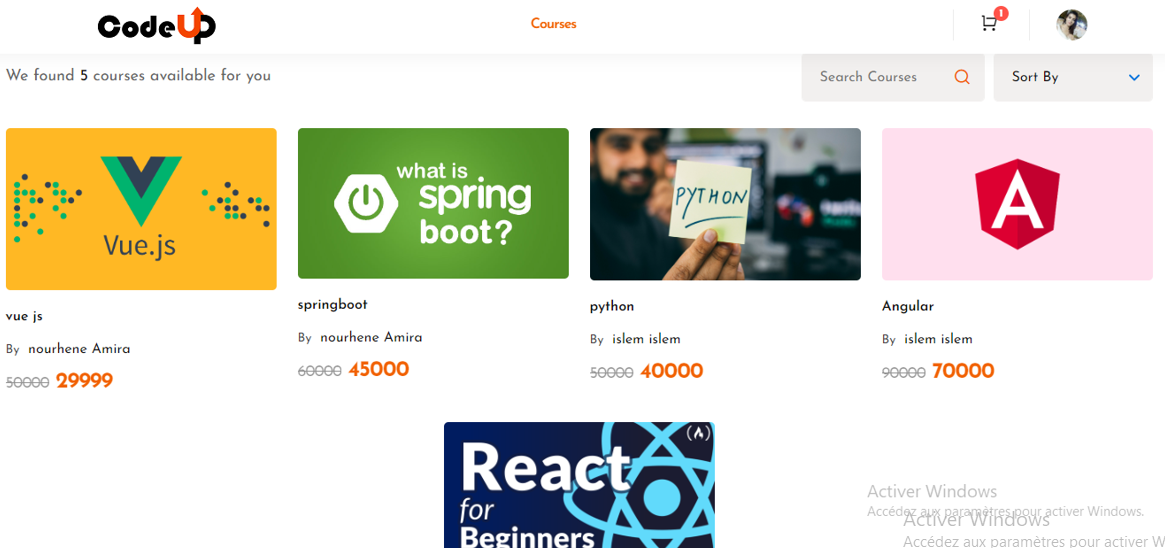 CodeUp
Courses
1
We found 5 courses available for you
Search Courses
Sort By
Vue.js
what is
spring
boot?
PYTHON
A
vue js
By nourhene Amira
50000 29999
springboot
By nourhene Amira
60000 45000
python
By islem islem
50000 40000
Angular
By islem islem
90000 70000
React
for
Beginners
Activer Windows
Accédez aux paramètres pour activer Windows.
Activer Windows
Accédez aux paramètres pour activer W